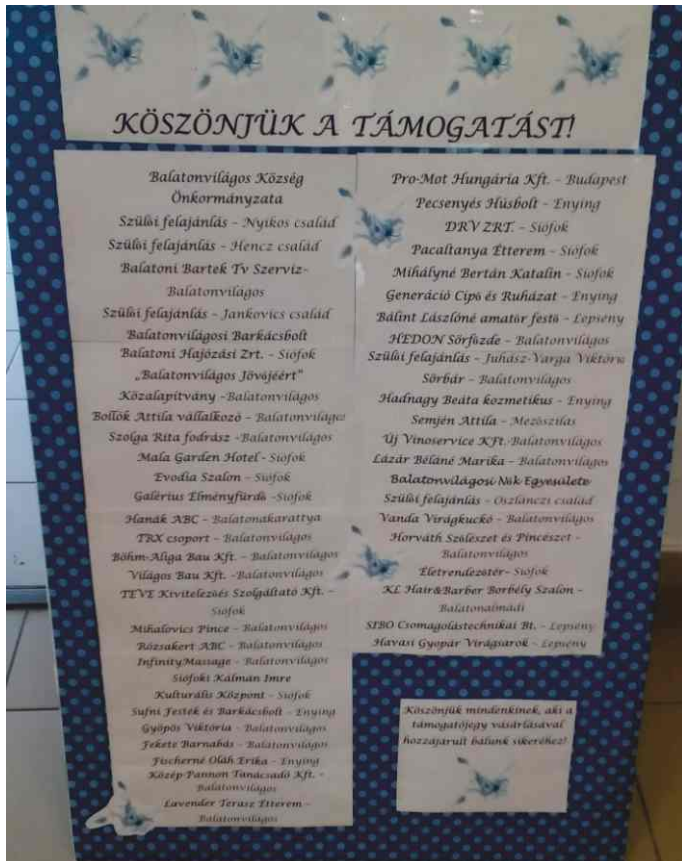 KÖSZÖNJÜK A TÁMOGATÁST!
Balatonvilágos Község
Önkormányzata
Szülői felajánlás - Nyikos család
Szülői felajánlás - Hencz család
Balatoni Bartek Tv Szerviz-
Balatonvilágos
Szülői felajánlás - Jankovics család
Balatonvilágosi Barkácsbolt
Balatoni Hajózási Zrt. - Siófok
„Balatonvilágos Jövőjéért"
Közalapítvány -Balatonvilágos
Bollók Attila vállalkozó - Balatonvilágos
Szolga Rita fodrász -Balatonvilágos
Mala Garden Hotel - Siófok
Evodia Szalon - Siófok
Galérius Élményfürdő -Siófok
Hanák ABC - Balatonakarattya
TRX csoport - Balatonvilágos
Böhm-Aliga Bau Kft. - Balatonvilágos
Világos Bau Kft. -Balatonvilágos
TEVE Kivitelezőés Szolgáltató Kft. -
Siófok
Mihalovics Pince - Balatonvilágos
Rózsakert ABC - Balatonvilágos
InfinityMassage - Balatonvilágos
Siófoki Kálmán Imre
Kulturális Központ - Siófok
Sufni Festék és Barkácsbolt - Enying
Gyöpös Viktória - Balatonvilágos
Fekete Barnabás - Balatonvilágos
Fischerné Oláh Erika - Enying
Közép Pannon Tanácsadó Kft. -
Balatonvilágos
Lavender Terasz Étterem -
Balatonvilágos
Pro-Mot Hungária Kft. - Budapest
Pecsenyés Húsbolt - Enying
DRV ZRT. - Siófok
Pacaltanya Étterem - Siófok
Mihályné Bertán Katalin - Siófok
Generáció Cipő és Ruházat - Enying
Bálint Lászlóné amatőr festő - Lepsény
HEDON Sörfőzde - Balatonvilágos
Szülői felajánlás - Juhász-Varga Viktória
Sörbár - Balatonvilágos
Hadnagy Beáta kozmetikus - Enying
Semjén Attila - Mezőszilas
Új Vinoservice KFT.-Balatonvilágos
Lázár Béláné Marika - Balatonvilágos
Balatonvilágosi Nők Egyesülete
Szülői felajánlás - Oszlánczi család
Vanda Virágkuckó - Balatonvilágos
Horváth Szőlészet és Pincészet -
Balatonvilágos
Életrendezőtér- Siófok
KL Hair&Barber Borbély Szalon -
Balatonalmádi
SIBO Csomagolástechnikai Bt. - Lepsény
Havasi Gyopár Virágsarok - Lepsény
Köszönjük mindenkinek, aki a
támogatójegy vásárlásával
hozzájárult bálunk sikeréhez!